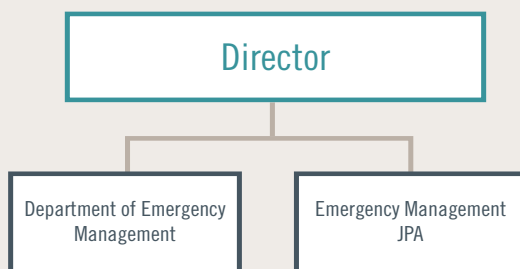 Director
Department of Emergency
Management
Emergency Management
JPA